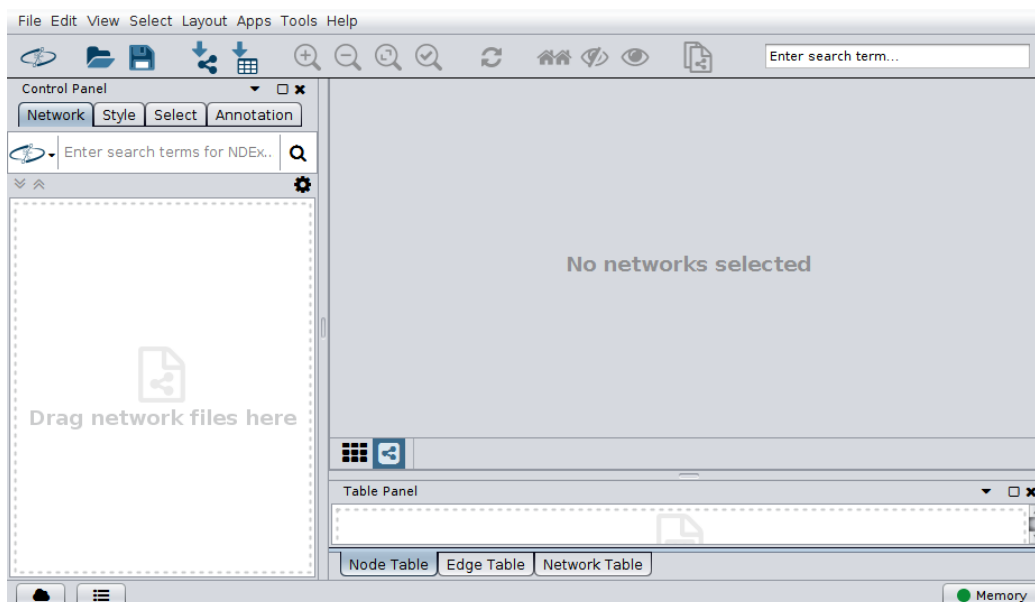 File Edit View Select Layout Apps Tools Help
Enter search term...
Control Panel
Network Style Select Annotation
Enter search terms for NDEx..
No networks selected
Drag network files here
Table Panel
Node Table Edge Table Network Table
Memory